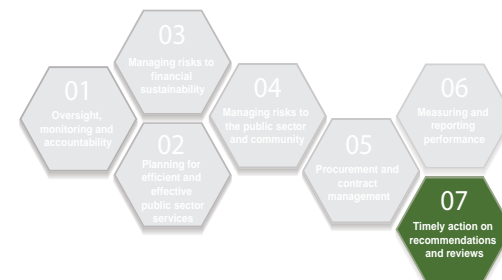 01
Oversight,
monitoring and
accountability
02
Planning for
efficient and
effective
public sector
services
03
Managing risks to
financial
sustainability
04
Managing risks to
the public sector
and community
05
Procurement and
contract
management
06
Measuring and
reporting
performance
07
Timely action on
recommendations
and reviews